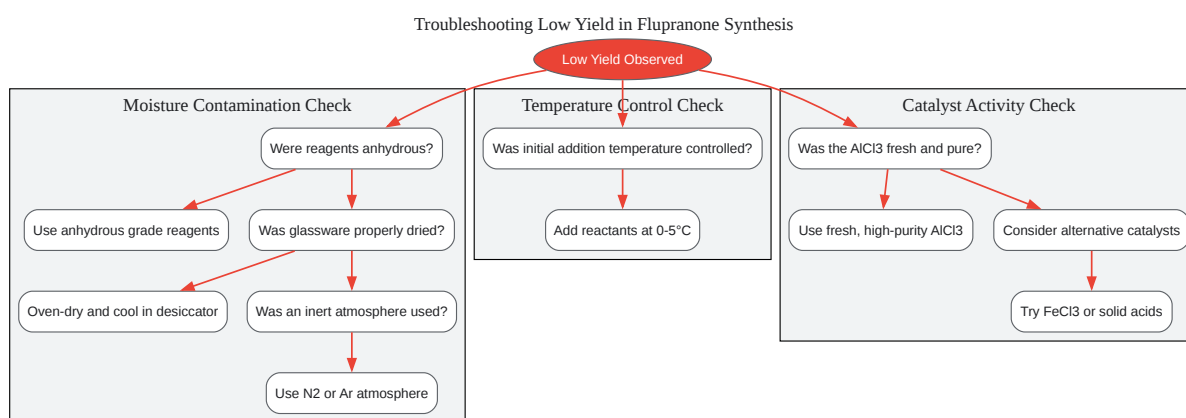 Troubleshooting Low Yield in Flupranone Synthesis
Low Yield Observed
Moisture Contamination Check
Temperature Control Check
Catalyst Activity Check
Were reagents anhydrous?
Was initial addition temperature controlled?
Was the AlCl3 fresh and pure?
Use anhydrous grade reagents
Was glassware properly dried?
Add reactants at 0-5°C
Use fresh, high-purity AlCl3
Consider alternative catalysts
Oven-dry and cool in desiccator
Was an inert atmosphere used?
Try FeCl3 or solid acids
Use N2 or Ar atmosphere